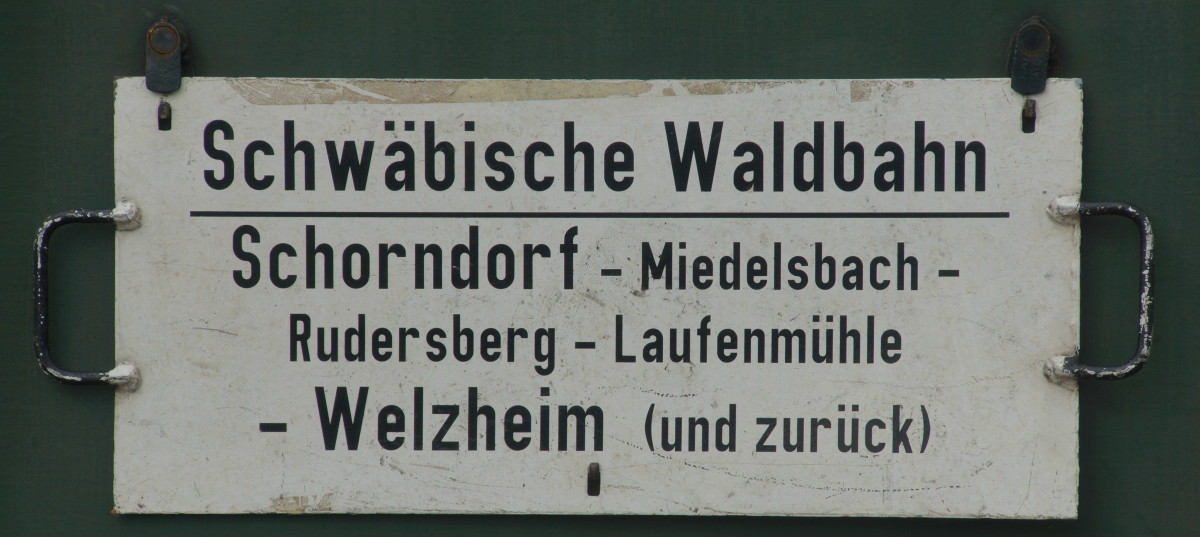 Schwäbische Waldbahn
Schorndorf – Miedelsbach –
Rudersberg – Laufenmühle
– Welzheim (und zurück)